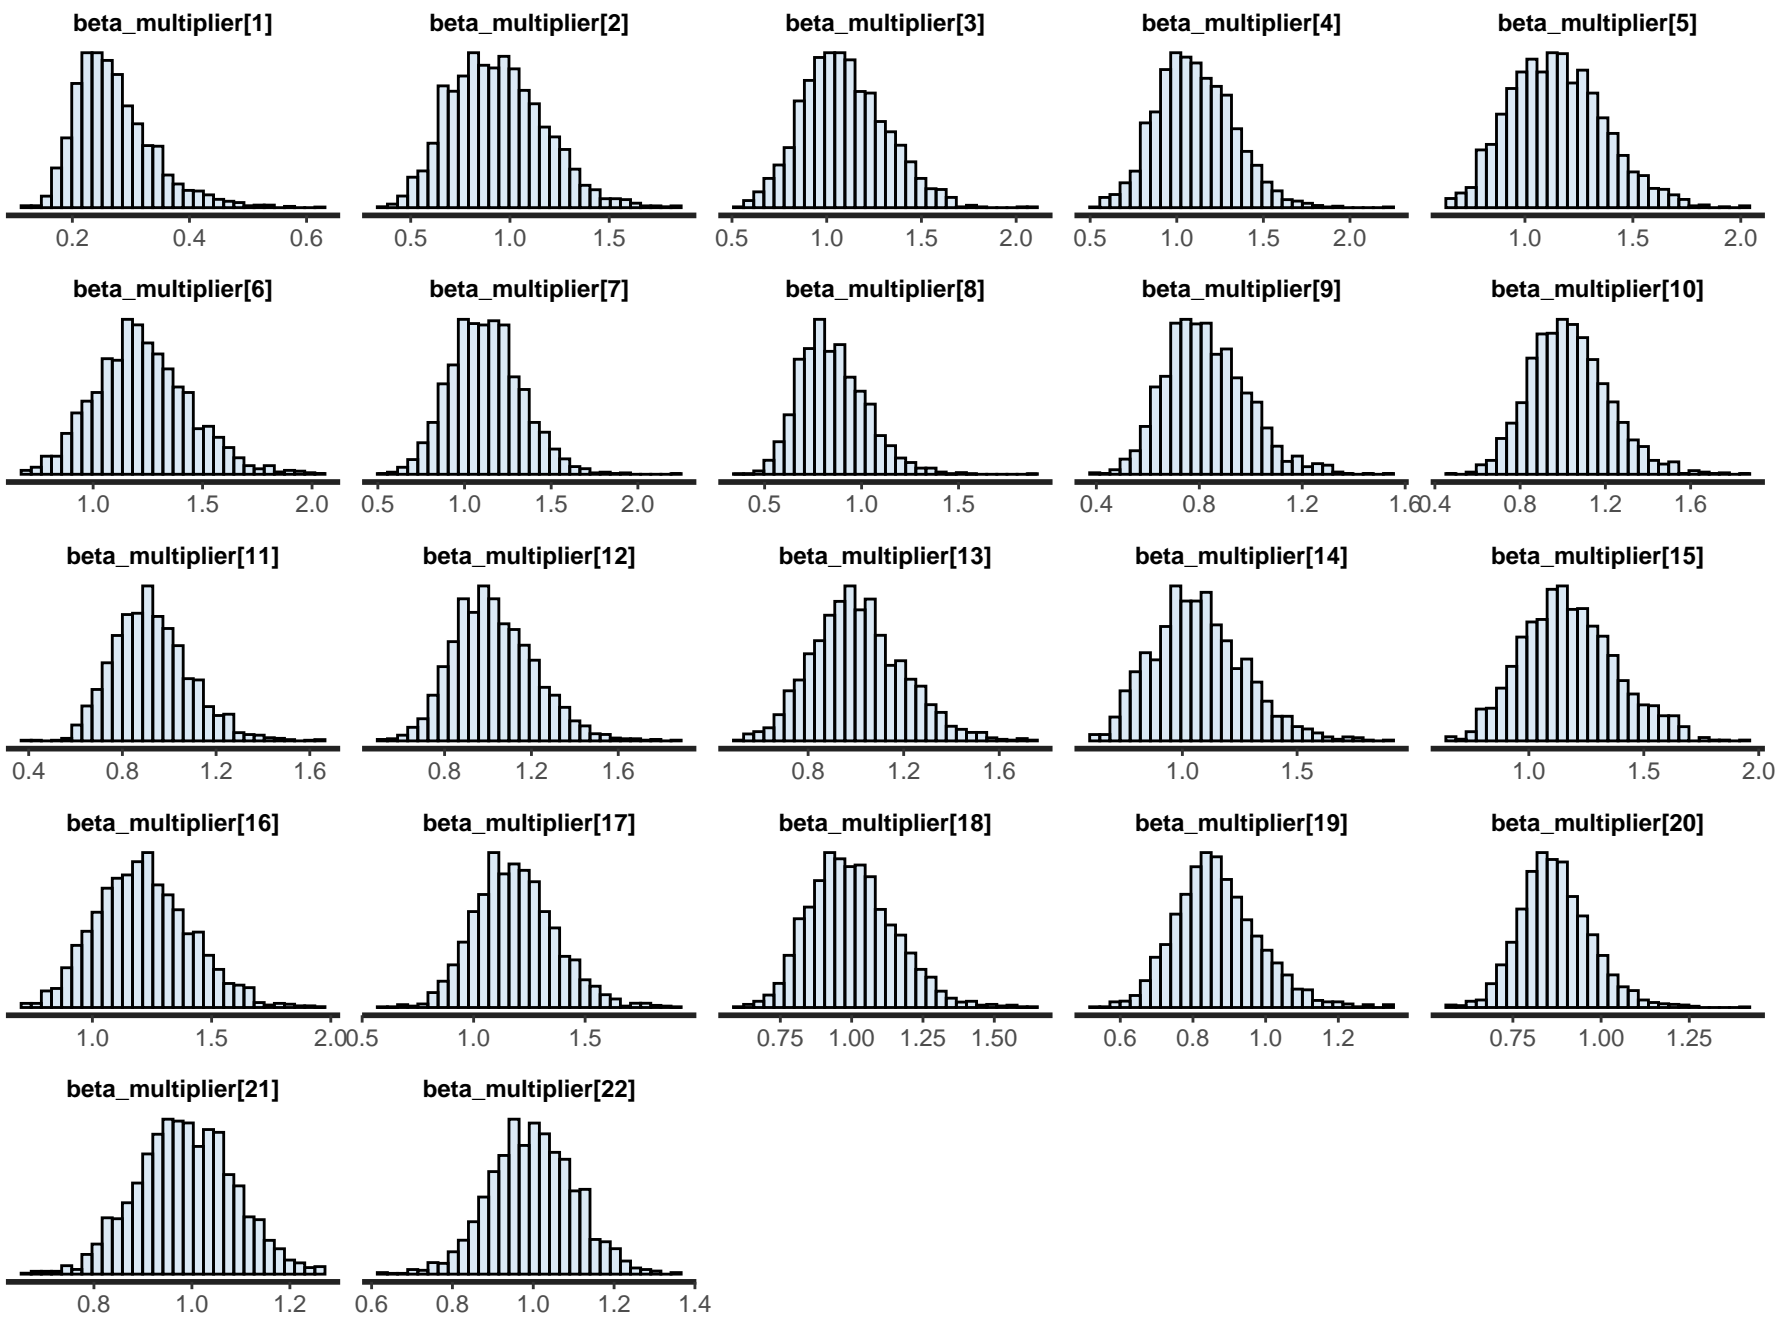 beta_multiplier[1] beta_multiplier[2] beta_multiplier[3] beta_multiplier[4] beta_multiplier[5]
0.2 0.4 0.6 0.5 1.0 1.5 0.5 1.0 1.5 2.0 0.5 1.0 1.5 2.0 1.0 1.5 2.0
beta_multiplier[6] beta_multiplier[7] beta_multiplier[8] beta_multiplier[9] beta_multiplier[10]
1.0 1.5 2.0 0.5 1.0 1.5 2.0 0.5 1.0 1.5 0.4 0.8 1.2 1.6 0.4 0.8 1.2 1.6
beta_multiplier[11] beta_multiplier[12] beta_multiplier[13] beta_multiplier[14] beta_multiplier[15]
0.4 0.8 1.2 1.6 0.8 1.2 1.6 0.8 1.2 1.6 1.0 1.5 1.0 1.5 2.0
beta_multiplier[16] beta_multiplier[17] beta_multiplier[18] beta_multiplier[19] beta_multiplier[20]
1.0 1.5 2.0 0.5 1.0 1.5 0.75 1.00 1.25 1.50 0.6 0.8 1.0 1.2 0.75 1.00 1.25
beta_multiplier[21] beta_multiplier[22]
0.8 1.0 1.2 0.6 0.8 1.0 1.2 1.4